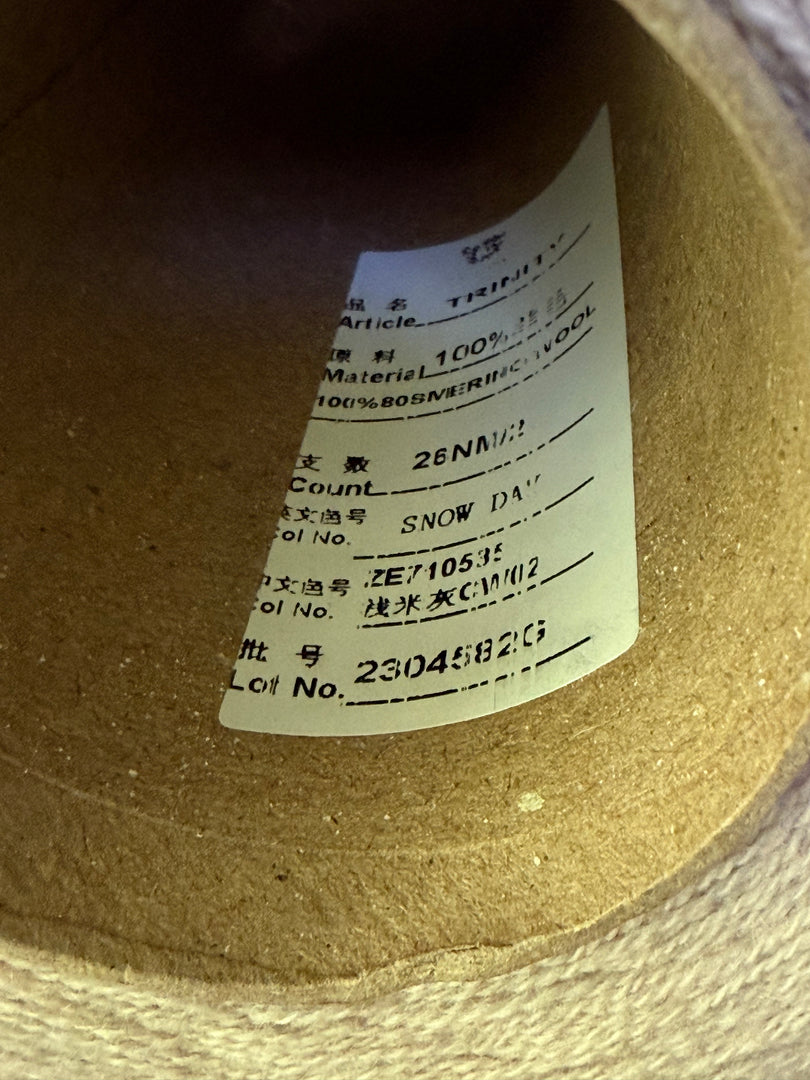 品 名 TRINITY
Article
原 料 100%
Material
100%80SMERINO WOOL
支 数 26NM/2
Count
英文色号 SNOW DAY
Col No.
中文色号 ZE710535
Col No. 浅米灰CW02
批 号 2304582G
Lot No.